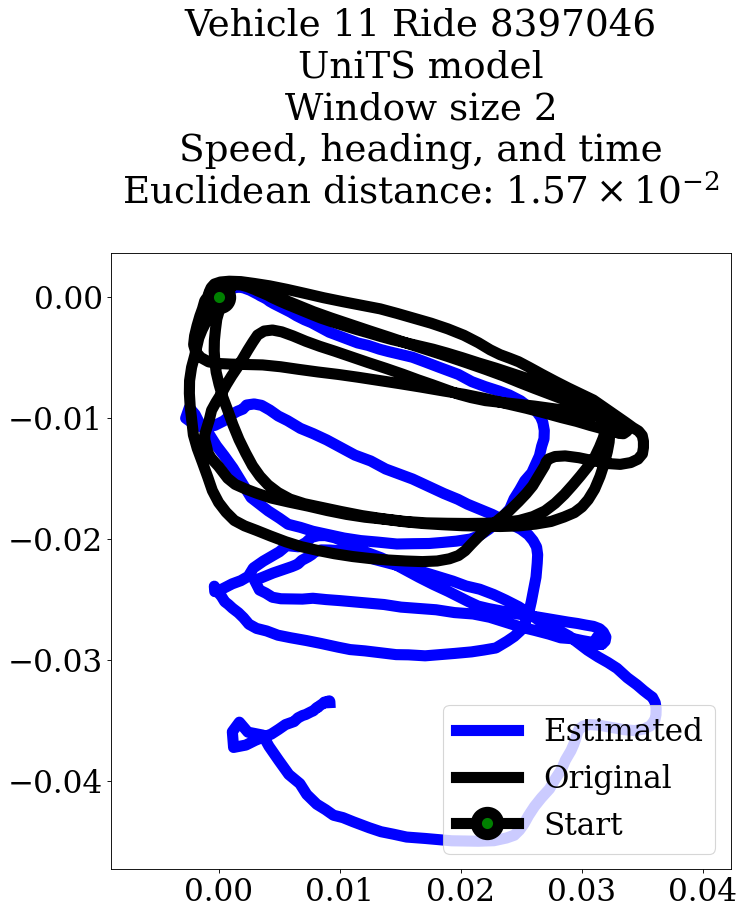 Vehicle 11 Ride 8397046
UniTS model
Window size 2
Speed, heading, and time
Euclidean distance: 1.57 × 10⁻²
0.00
−0.01
−0.02
−0.03
−0.04
Estimated
Original
Start
0.00 0.01 0.02 0.03 0.04